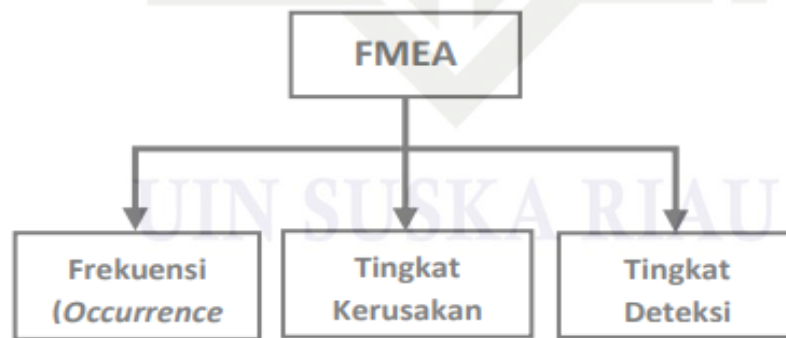 FMEA
UIN SUSKA RIAU
Frekuensi
(Occurrence
Tingkat
Kerusakan
Tingkat
Deteksi